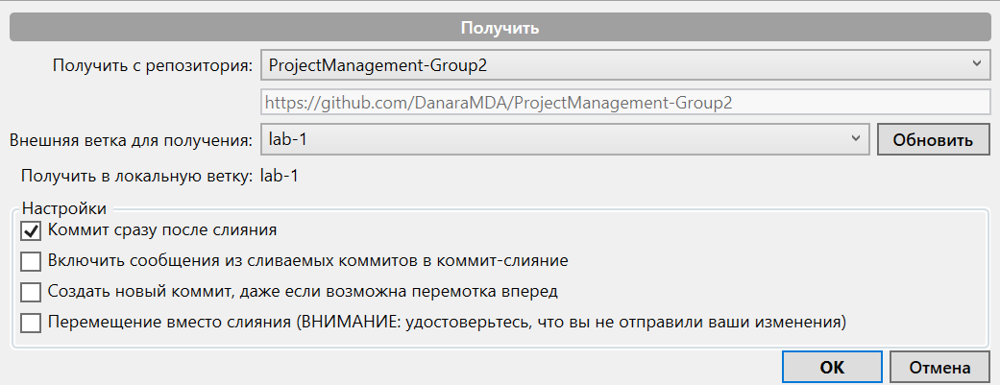 Получить
Получить с репозитория: ProjectManagement-Group2
https://github.com/DanaraMDA/ProjectManagement-Group2
Внешняя ветка для получения: lab-1 Обновить
Получить в локальную ветку: lab-1
Настройки
Коммит сразу после слияния
Включить сообщения из сливаемых коммитов в коммит-слияние
Создать новый коммит, даже если возможна перемотка вперед
Перемещение вместо слияния (ВНИМАНИЕ: удостоверьтесь, что вы не отправили ваши изменения)
OK Отмена